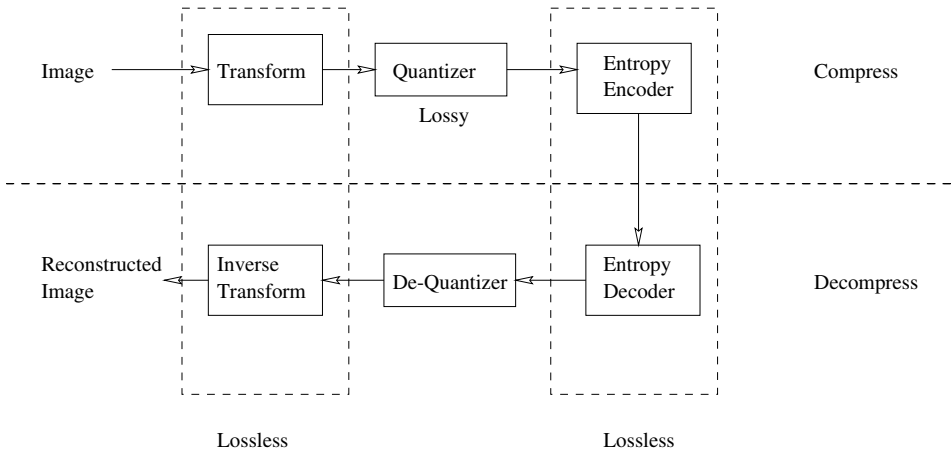 Image
Transform
Quantizer
Lossy
Entropy
Encoder
Compress
Reconstructed
Image
Inverse
Transform
De-Quantizer
Entropy
Decoder
Decompress
Lossless
Lossless